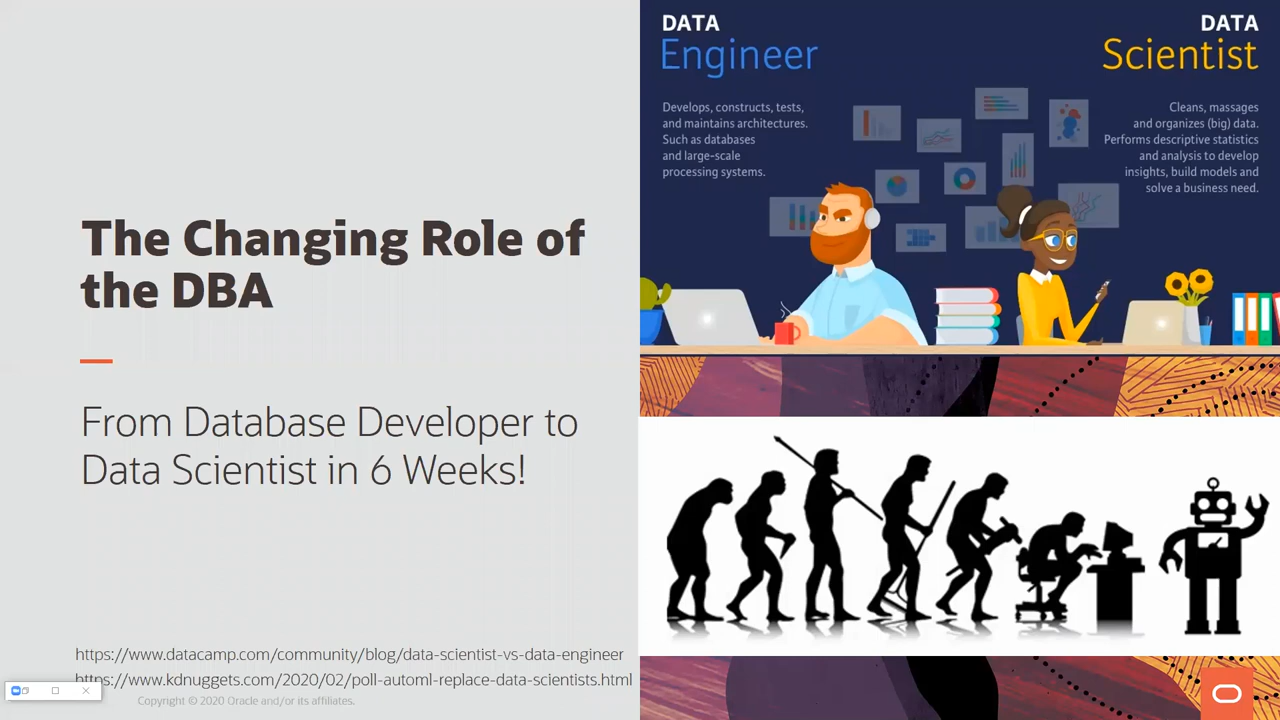 The Changing Role of
the DBA
From Database Developer to
Data Scientist in 6 Weeks!
https://www.datacamp.com/community/blog/data-scientist-vs-data-engineer
https://www.kdnuggets.com/2020/02/poll-automl-replace-data-scientists.html
Copyright © 2020 Oracle and/or its affiliates.
DATA
Engineer
Develops, constructs, tests,
and maintains architectures.
Such as databases
and large-scale
processing systems.
DATA
Scientist
Cleans, massages
and organizes (big) data.
Performs descriptive statistics
and analysis to develop
insights, build models and
solve a business need.